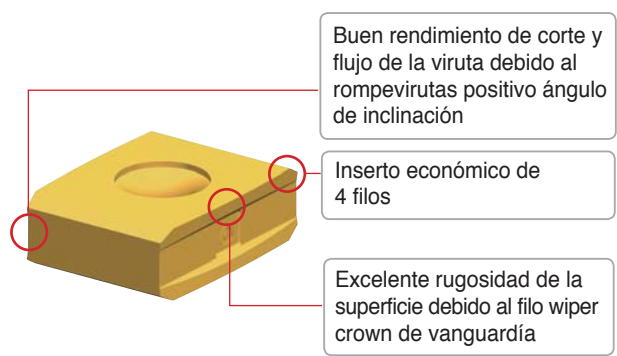 Buen rendimiento de corte y
flujo de la viruta debido al
rompevirutas positivo ángulo
de inclinación
Inserto económico de
4 filos
Excelente rugosidad de la
superficie debido al filo wiper
crown de vanguardía